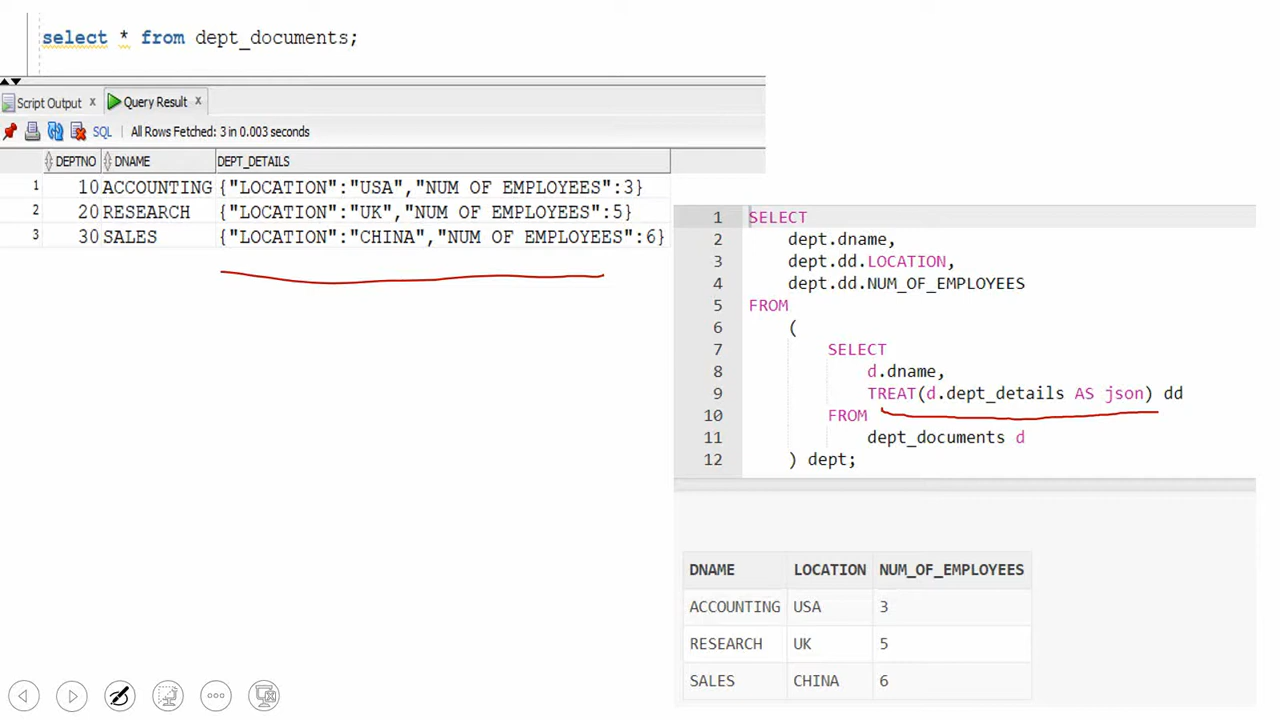 select * from dept_documents;
Script Output x Query Result x
SQL | All Rows Fetched: 3 in 0.003 seconds
DEPTNO DNAME DEPT_DETAILS
1 10 ACCOUNTING {"LOCATION":"USA","NUM OF EMPLOYEES":3}
2 20 RESEARCH {"LOCATION":"UK","NUM OF EMPLOYEES":5}
3 30 SALES {"LOCATION":"CHINA","NUM OF EMPLOYEES":6}
1 SELECT
2 dept.dname,
3 dept.dd.LOCATION,
4 dept.dd.NUM_OF_EMPLOYEES
5 FROM
6 (
7 SELECT
8 d.dname,
9 TREAT(d.dept_details AS json) dd
10 FROM
11 dept_documents d
12 ) dept;
DNAME LOCATION NUM_OF_EMPLOYEES
ACCOUNTING USA 3
RESEARCH UK 5
SALES CHINA 6